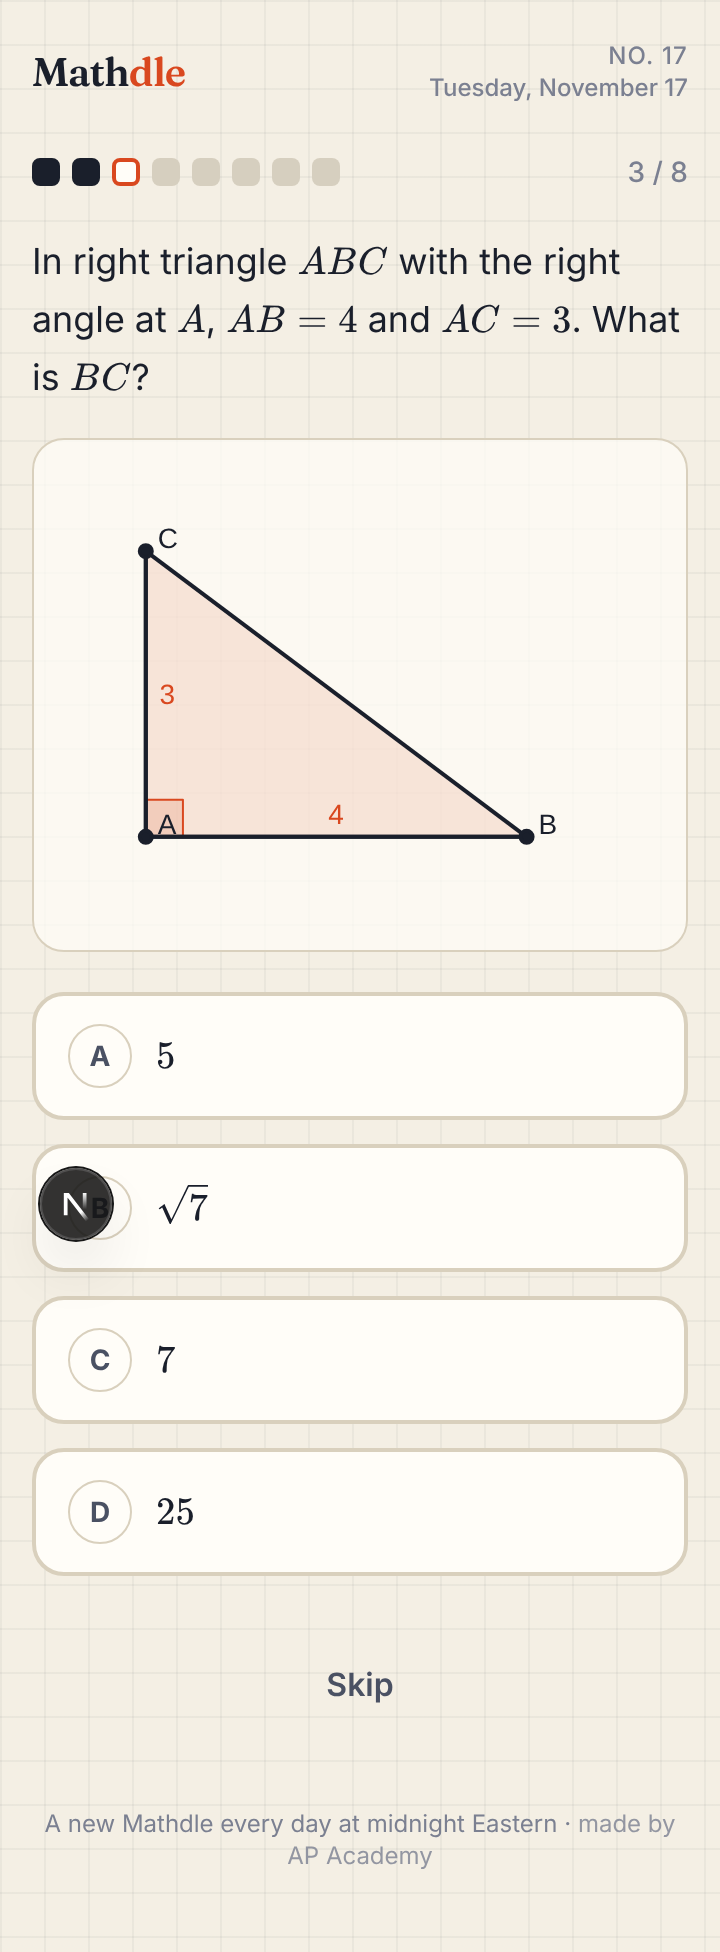 Mathdle
NO. 17
Tuesday, November 17
3 / 8
In right triangle ABC with the right
angle at A, AB = 4 and AC = 3. What
is BC?
C
3
A
4
B
A 5
N
B √7
C 7
D 25
Skip
A new Mathdle every day at midnight Eastern · made by
AP Academy